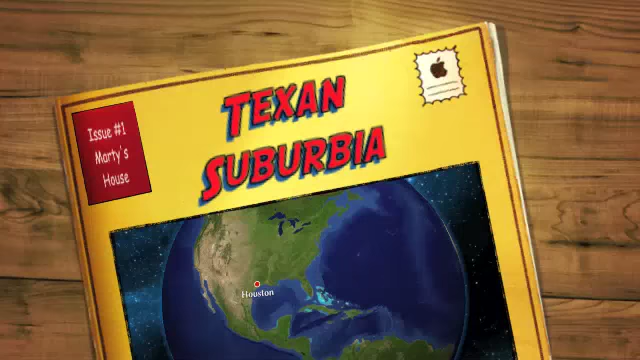 Issue #1
Marty's
House
TEXAN
SUBURBIA
Houston